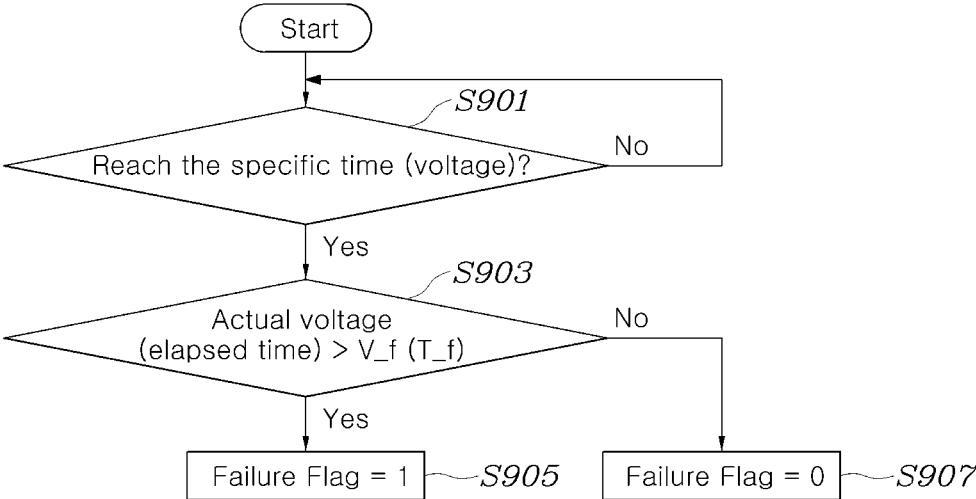 Start
S901
Reach the specific time (voltage)?
No
Yes
S903
Actual voltage
(elapsed time) > V_f (T_f)
No
Yes
Failure Flag = 1
S905
Failure Flag = 0
S907